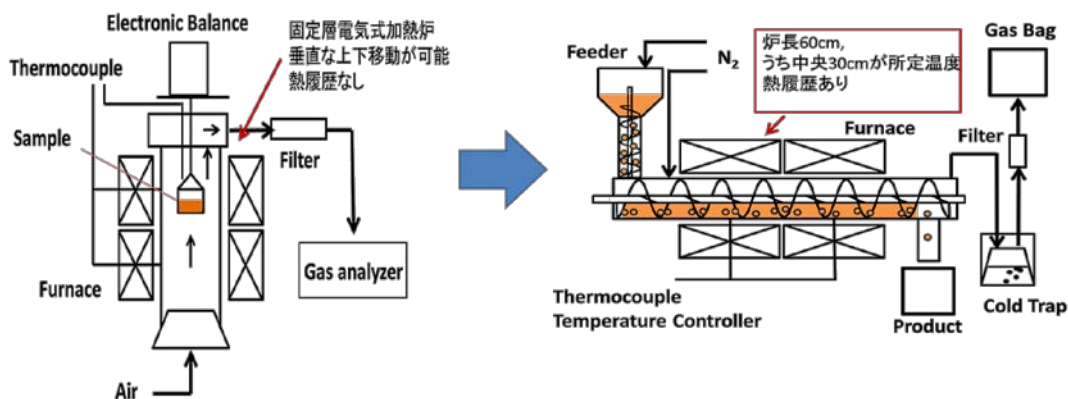 Electronic Balance
Thermocouple
Sample
固定層電気式加熱炉
垂直な上下移動が可能
熱履歴なし
Filter
Gas analyzer
Furnace
Air
Feeder
N₂
炉長60cm,
うち中央30cmが所定温度
熱履歴あり
Furnace
Gas Bag
Filter
Thermocouple
Temperature Controller
Product
Cold Trap